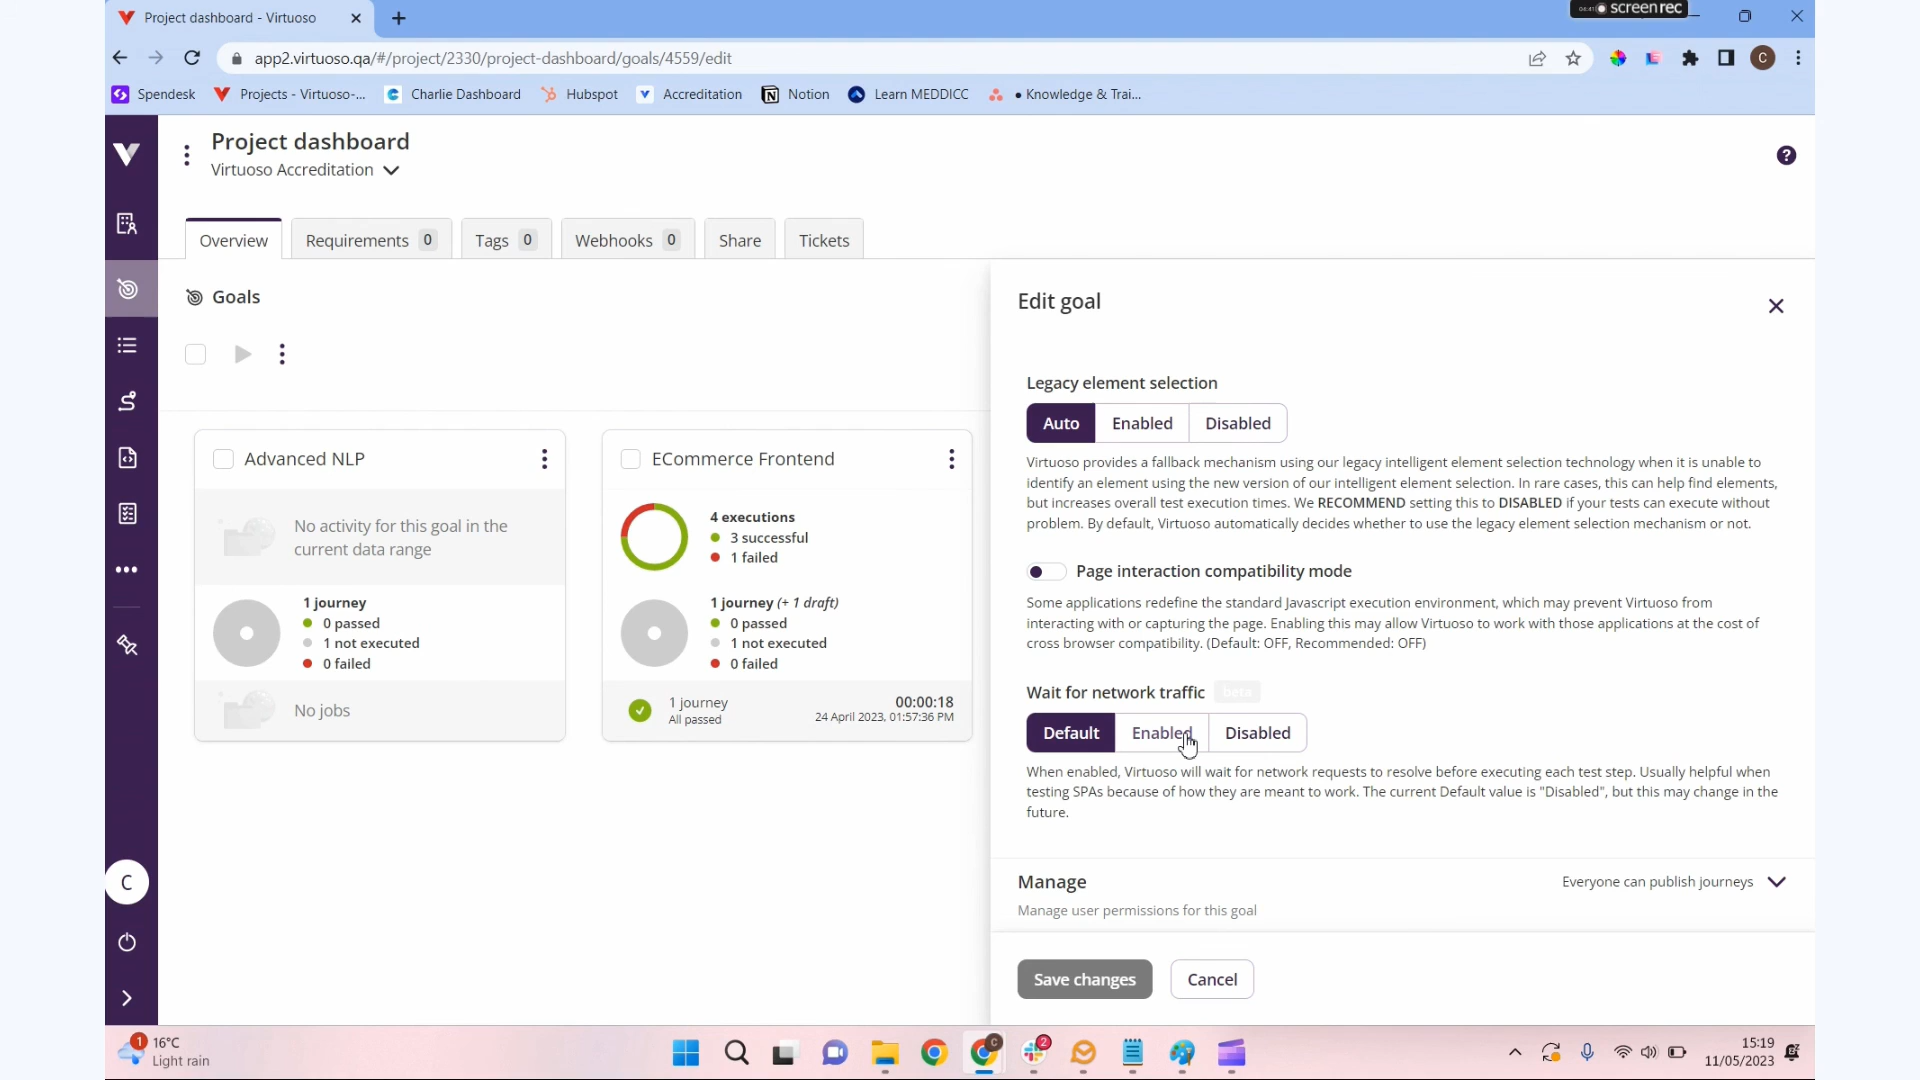 Project dashboard - Virtuoso
04:41 screenrec
app2.virtuoso.qa/#/project/2330/project-dashboard/goals/4559/edit
C
Spendesk
Projects - Virtuoso-...
Charlie Dashboard
Hubspot
Accreditation
Notion
Learn MEDDICC
• Knowledge & Trai...
Project dashboard
Virtuoso Accreditation
?
Overview
Requirements 0
Tags 0
Webhooks 0
Share
Tickets
Goals
Edit goal
Legacy element selection
Auto Enabled Disabled
Virtuoso provides a fallback mechanism using our legacy intelligent element selection technology when it is unable to
identify an element using the new version of our intelligent element selection. In rare cases, this can help find elements,
but increases overall test execution times. We RECOMMEND setting this to DISABLED if your tests can execute without
problem. By default, Virtuoso automatically decides whether to use the legacy element selection mechanism or not.
Page interaction compatibility mode
Some applications redefine the standard Javascript execution environment, which may prevent Virtuoso from
interacting with or capturing the page. Enabling this may allow Virtuoso to work with those applications at the cost of
cross browser compatibility. (Default: OFF, Recommended: OFF)
Wait for network traffic beta
Default Enabled Disabled
When enabled, Virtuoso will wait for network requests to resolve before executing each test step. Usually helpful when
testing SPAs because of how they are meant to work. The current Default value is "Disabled", but this may change in the
future.
Manage
Everyone can publish journeys
Manage user permissions for this goal
Save changes
Cancel
Advanced NLP
No activity for this goal in the
current data range
1 journey
0 passed
1 not executed
0 failed
No jobs
ECommerce Frontend
4 executions
3 successful
1 failed
1 journey (+ 1 draft)
0 passed
1 not executed
0 failed
1 journey
All passed
00:00:18
24 April 2023, 01:57:36 PM
C
1
16°C
Light rain
C
2
15:19
11/05/2023